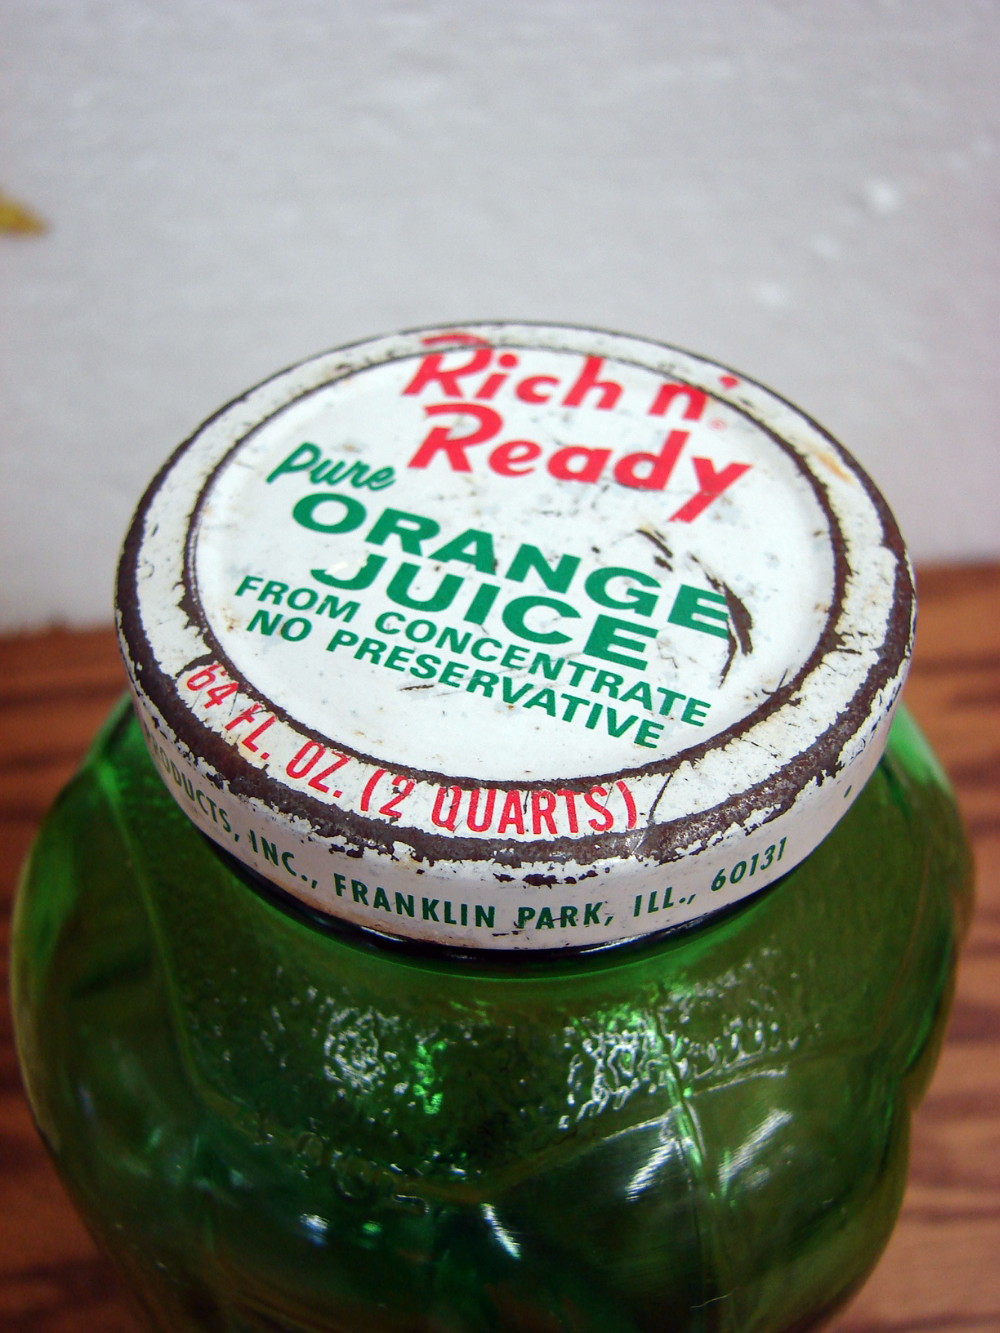 Rich n'®
Ready
Pure
ORANGE
JUICE
FROM CONCENTRATE
NO PRESERVATIVE
64 FL. OZ. (2 QUARTS)
PRODUCTS, INC., FRANKLIN PARK, ILL., 60131